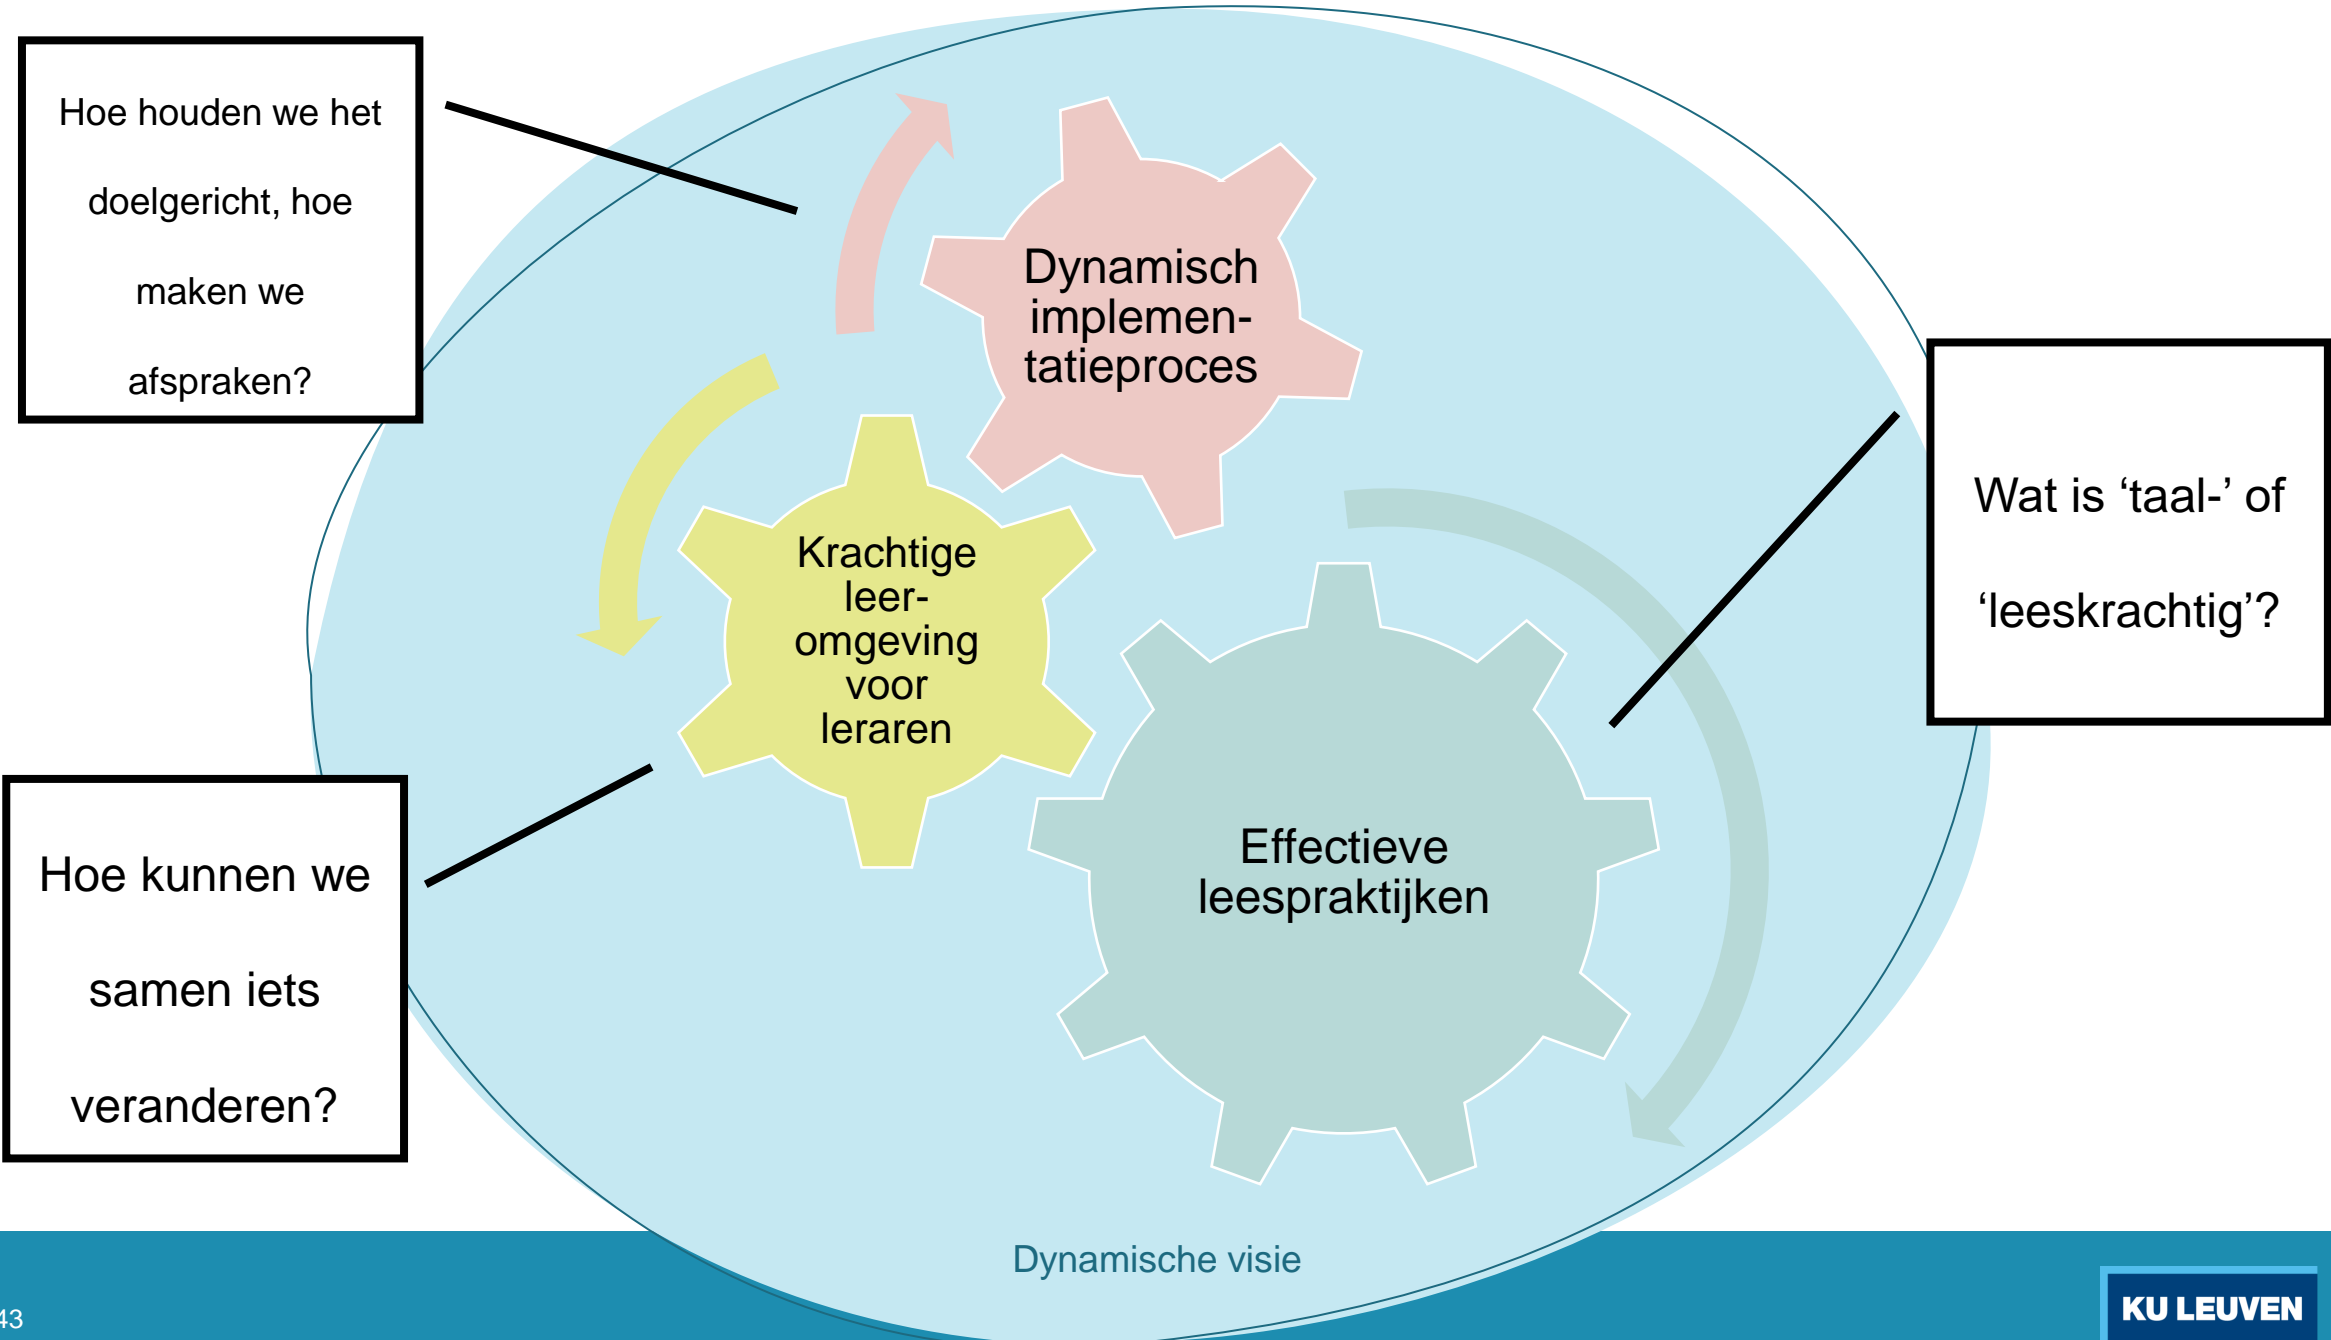 Hoe houden we het
doelgericht, hoe
maken we
afspraken?
Dynamisch
implemen-
tatieproces
Wat is ‘taal-’ of
‘leeskrachtig’?
Krachtige
leer-
omgeving
voor
leraren
Effectieve
leespraktijken
Hoe kunnen we
samen iets
veranderen?
Dynamische visie
43
KU LEUVEN